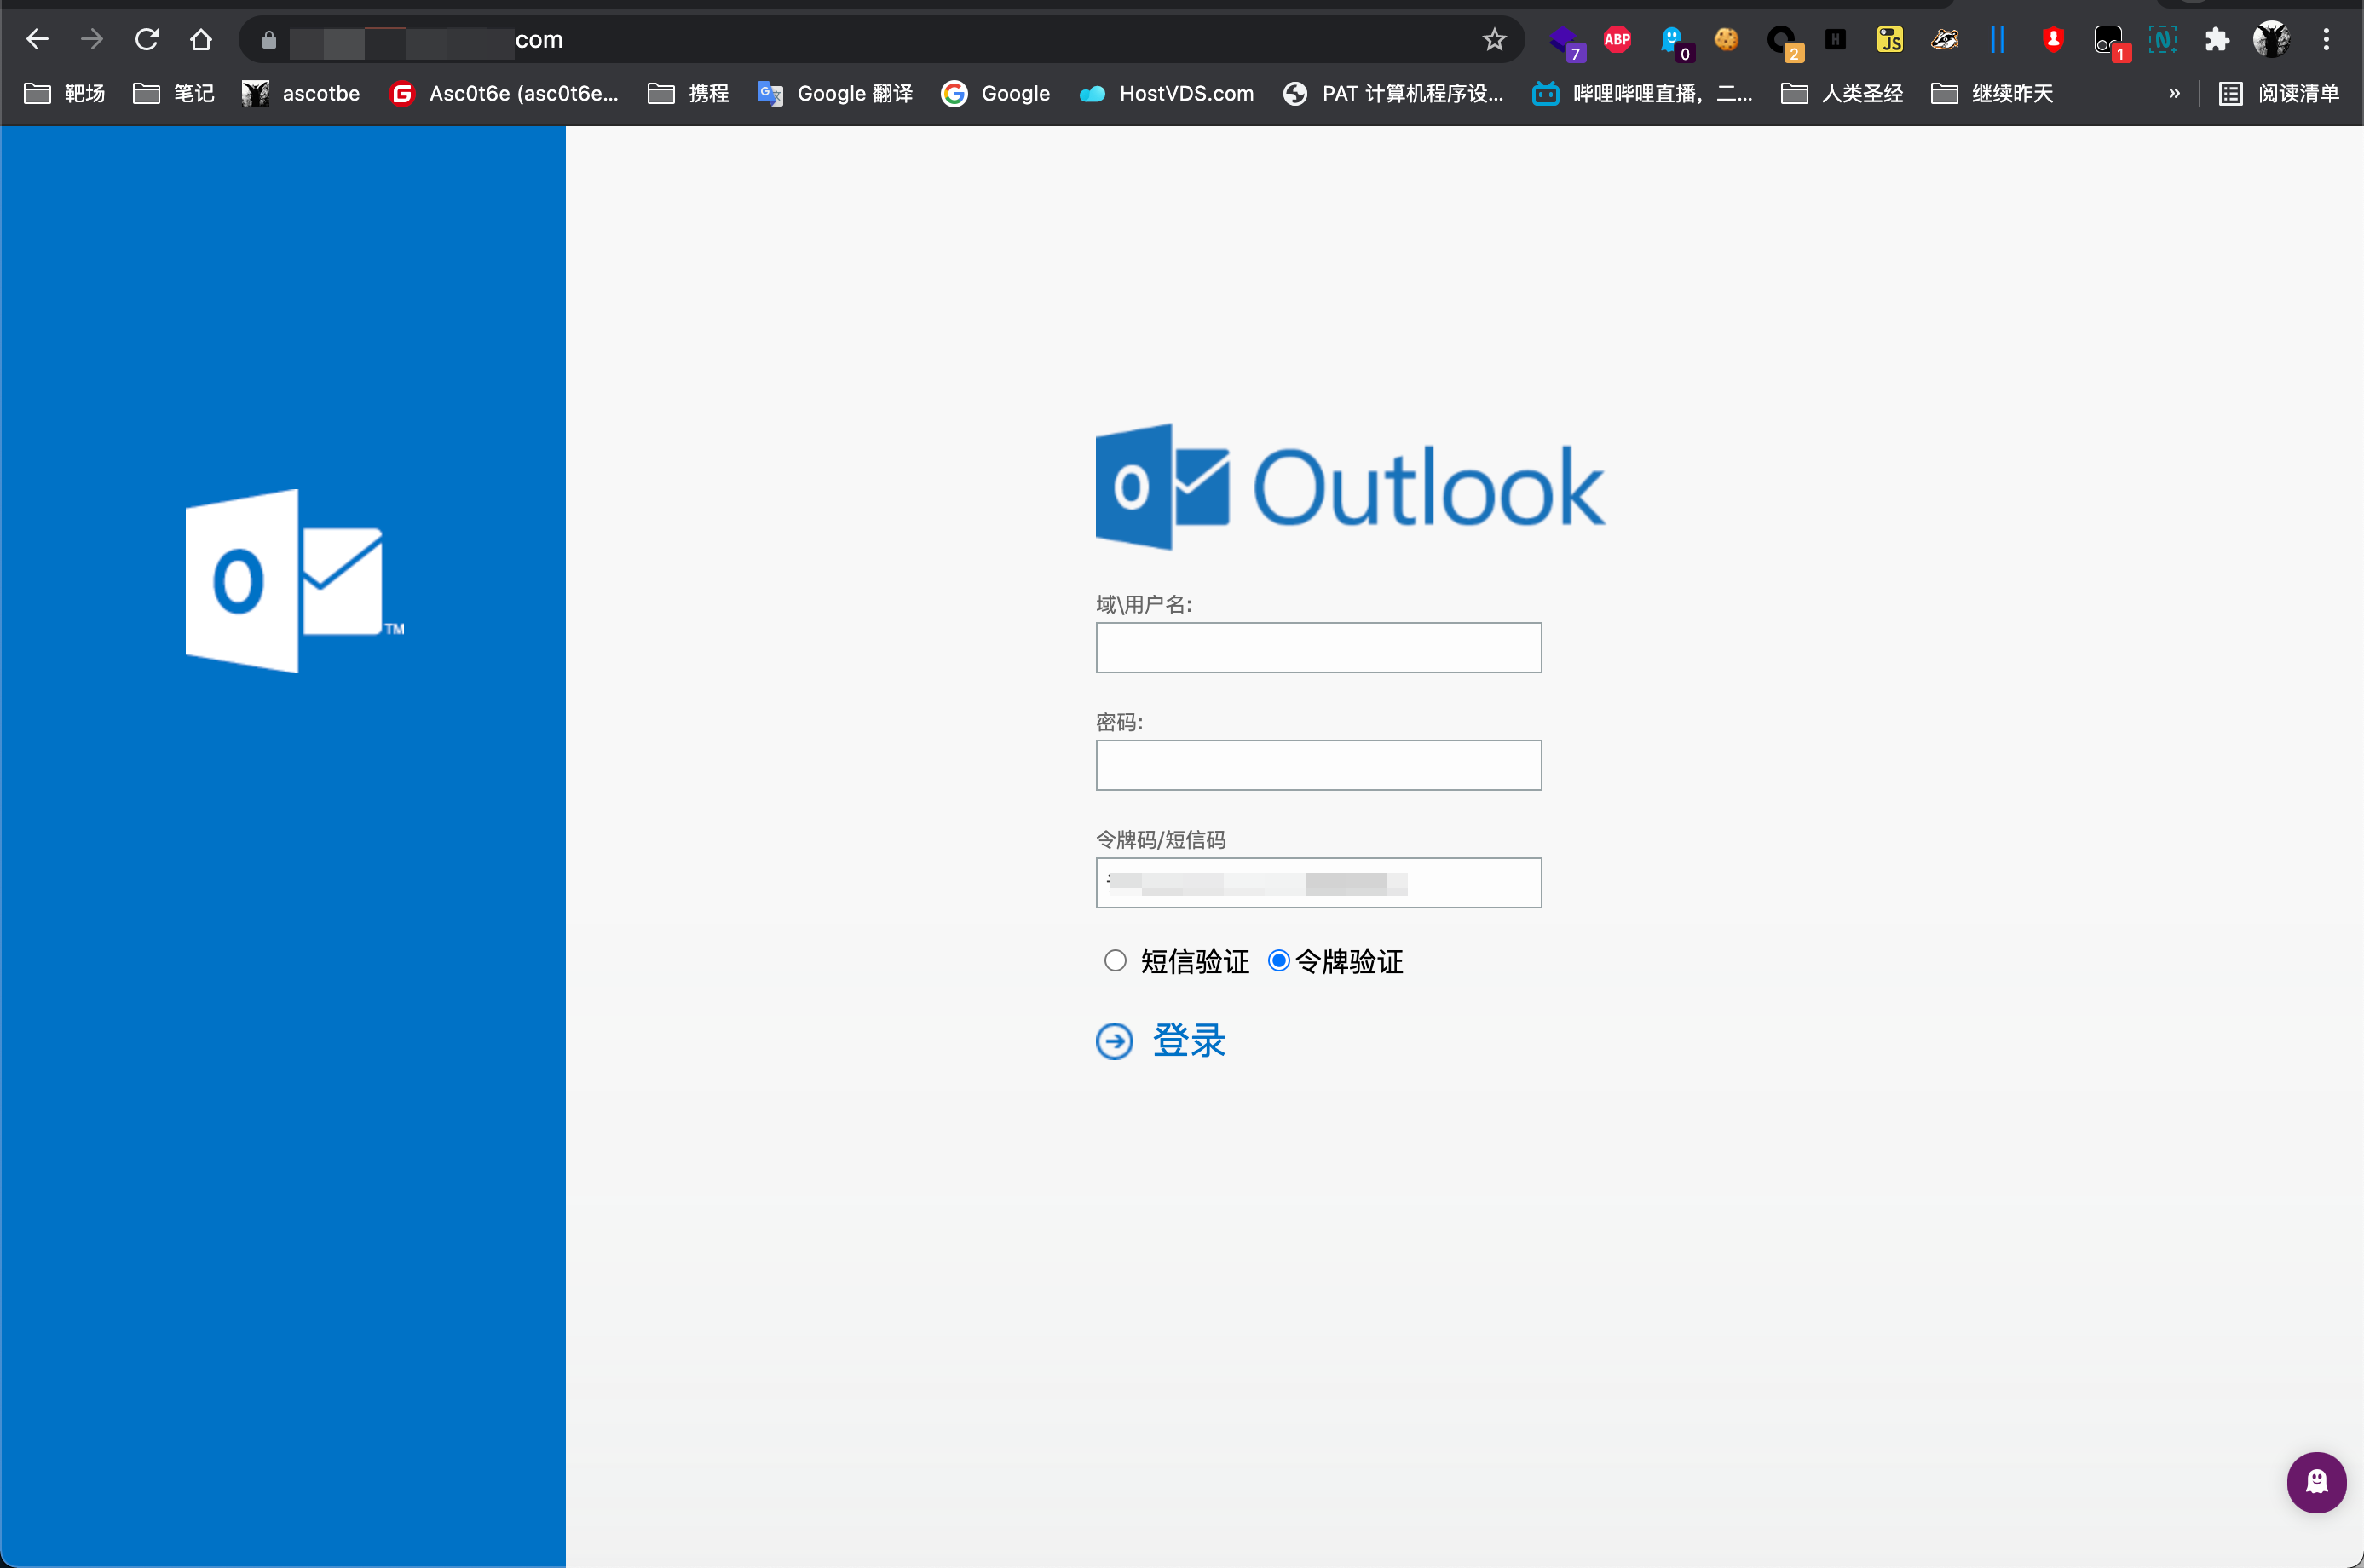 com
7
ABP
0
2
H
JS
1
N
靶场
笔记
ascotbe
G
Asc0t6e (asc0t6e...
携程
Google 翻译
Google
HostVDS.com
PAT 计算机程序设...
哔哩哔哩直播，二...
人类圣经
继续昨天
»
阅读清单
O
TM
O
Outlook
域\用户名:
密码:
令牌码/短信码
短信验证
令牌验证
登录